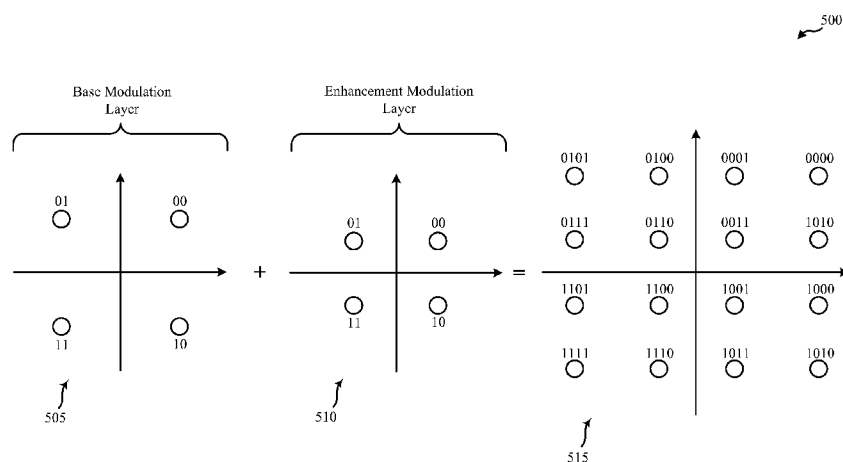 500
Base Modulation
Layer
Enhancement Modulation
Layer
01 00
11 10
505
+
01 00
11 10
510
=
0101 0100 0001 0000
0111 0110 0011 1010
1101 1100 1001 1000
1111 1110 1011 1010
515